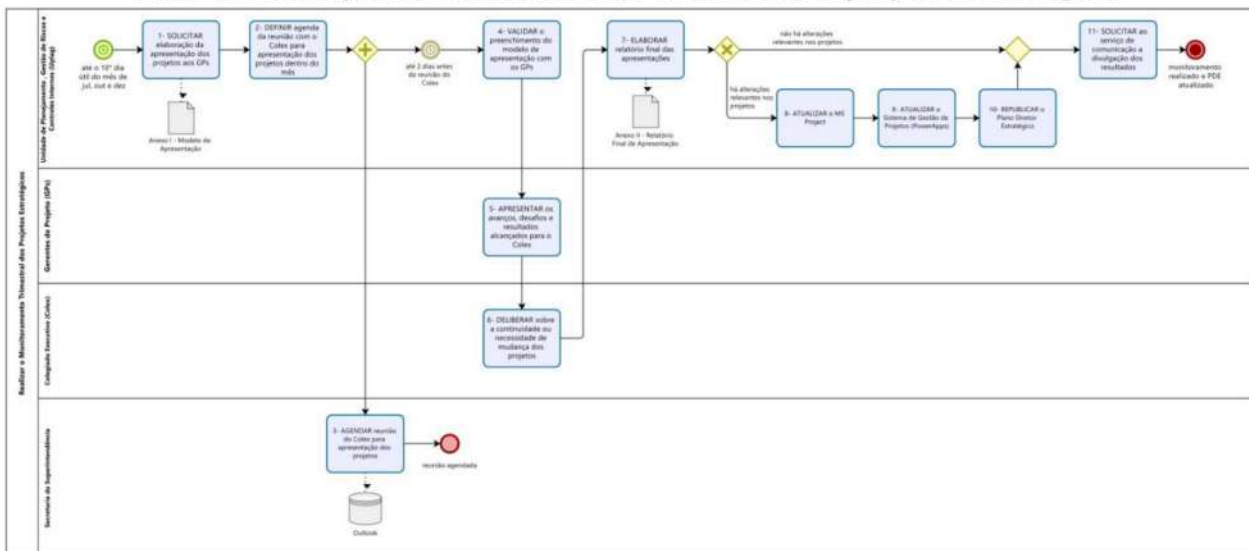 Realizar o Monitoramento Trimestral dos Projetos Estratégicos
Unidade de Planejamento, Gestão de Riscos e
Controles Internos (Uplag)
até o 10º dia
útil do mês de
jul, out e dez
1- SOLICITAR
elaboração da
apresentação dos
projetos aos GPs
Anexo I - Modelo de
Apresentação
2- DEFINIR agenda
da reunião com o
Colex para
apresentação dos
projetos dentro do
mês
até 2 dias antes
da reunião do
Colex
4- VALIDAR o
preenchimento do
modelo de
apresentação com
os GPs
7- ELABORAR
relatório final das
apresentações
Anexo II - Relatório
Final de Apresentação
não há alterações
relevantes nos projetos
há alterações
relevantes nos
projetos
8- ATUALIZAR o MS
Project
9- ATUALIZAR o
Sistema de Gestão de
Projetos (PowerApps)
10- REPUBLICAR o
Plano Diretor
Estratégico
11- SOLICITAR ao
serviço de
comunicação a
divulgação dos
resultados
monitoramento
realizado e PDE
atualizado
Gerentes de Projeto (GPs)
5- APRESENTAR os
avanços, desafios e
resultados
alcançados para o
Colex
Colegiado Executivo (Colex)
6- DELIBERAR sobre
a continuidade ou
necessidade de
mudança dos
projetos
Secretaria da Superintendência
3- AGENDAR reunião
do Colex para
apresentação dos
projetos
reunião agendada
Outlook